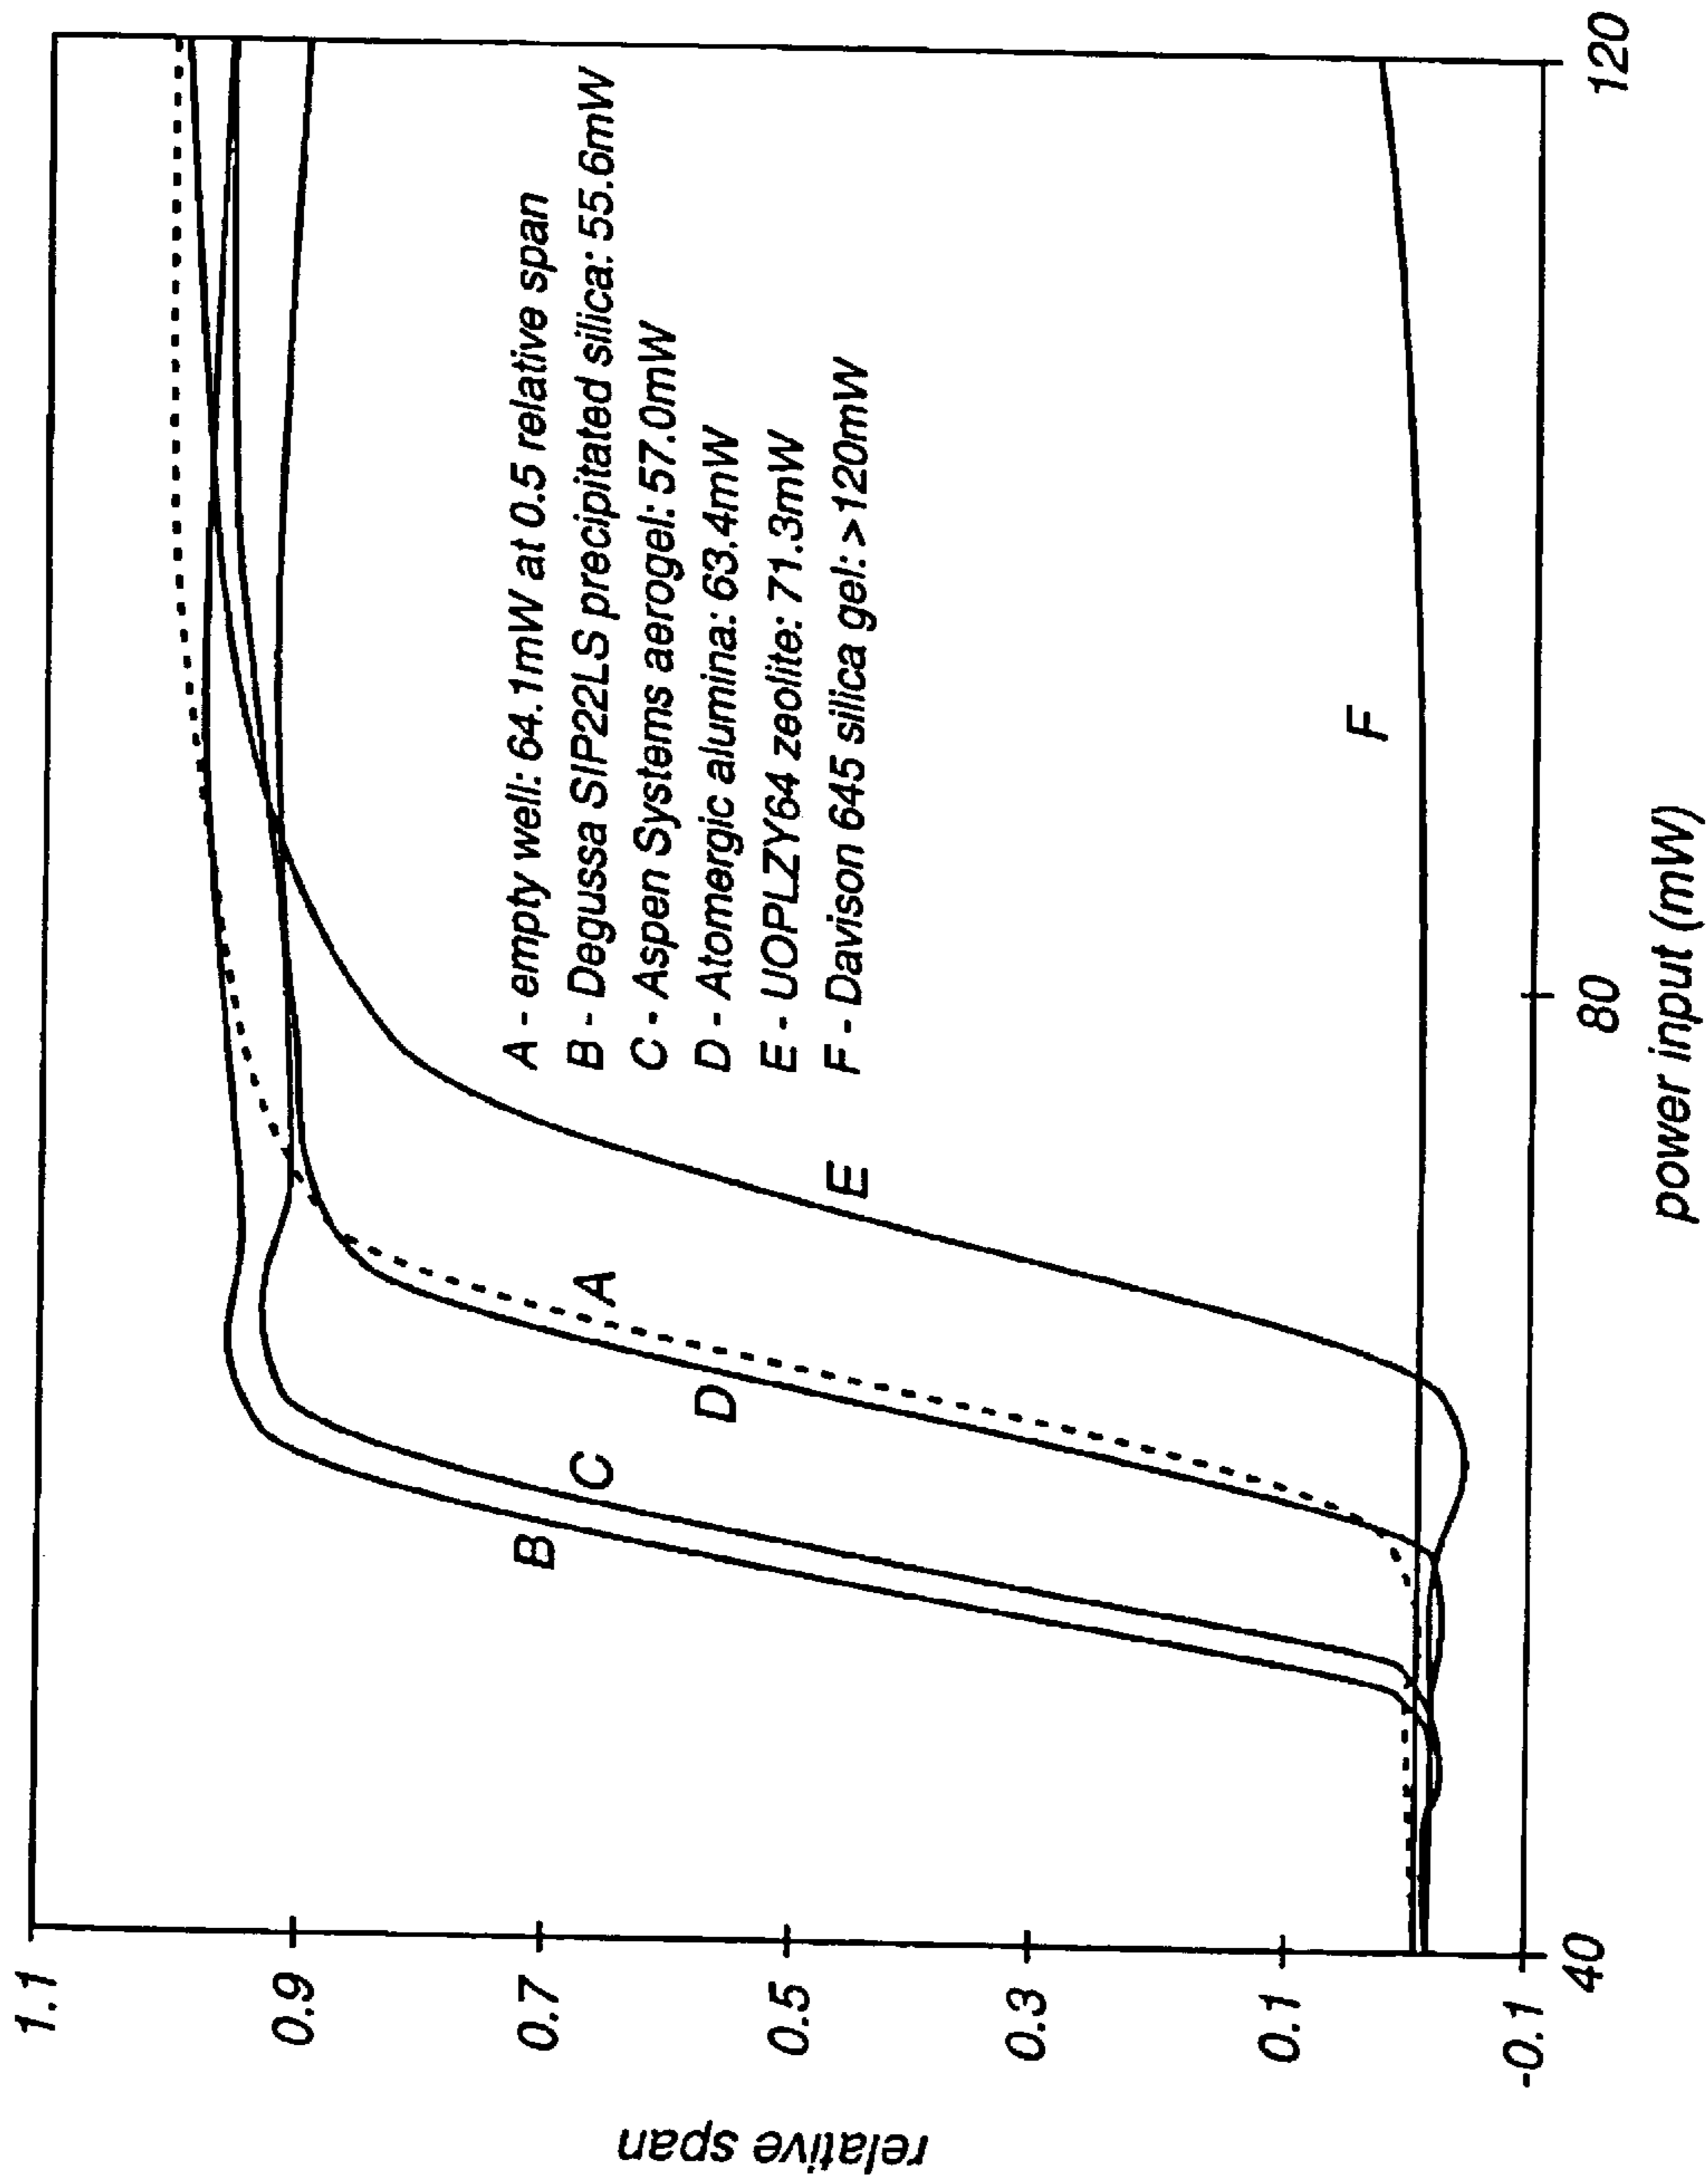 relative span
1.1
0.9
0.7
0.5
0.3
0.1
-0.1
A - empty well: 64.1mW at 0.5 relative span
B - Degussa SIP22LS precipitated silica: 55.6mW
C - Aspen Systems aerogel: 57.0mW
D - Atomergic alumina: 63.4mW
E - UOPLZY64 zeolite: 71.3mW
F - Davison 645 silica gel: >120mW
B
C
D
A
E
F
40
80
120
power input (mW)